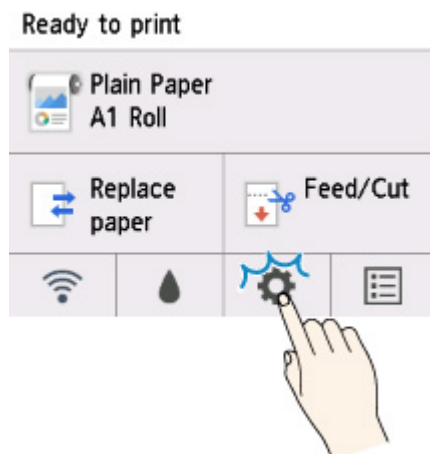 Ready to print
Plain Paper
A1 Roll
Replace
paper
Feed/Cut